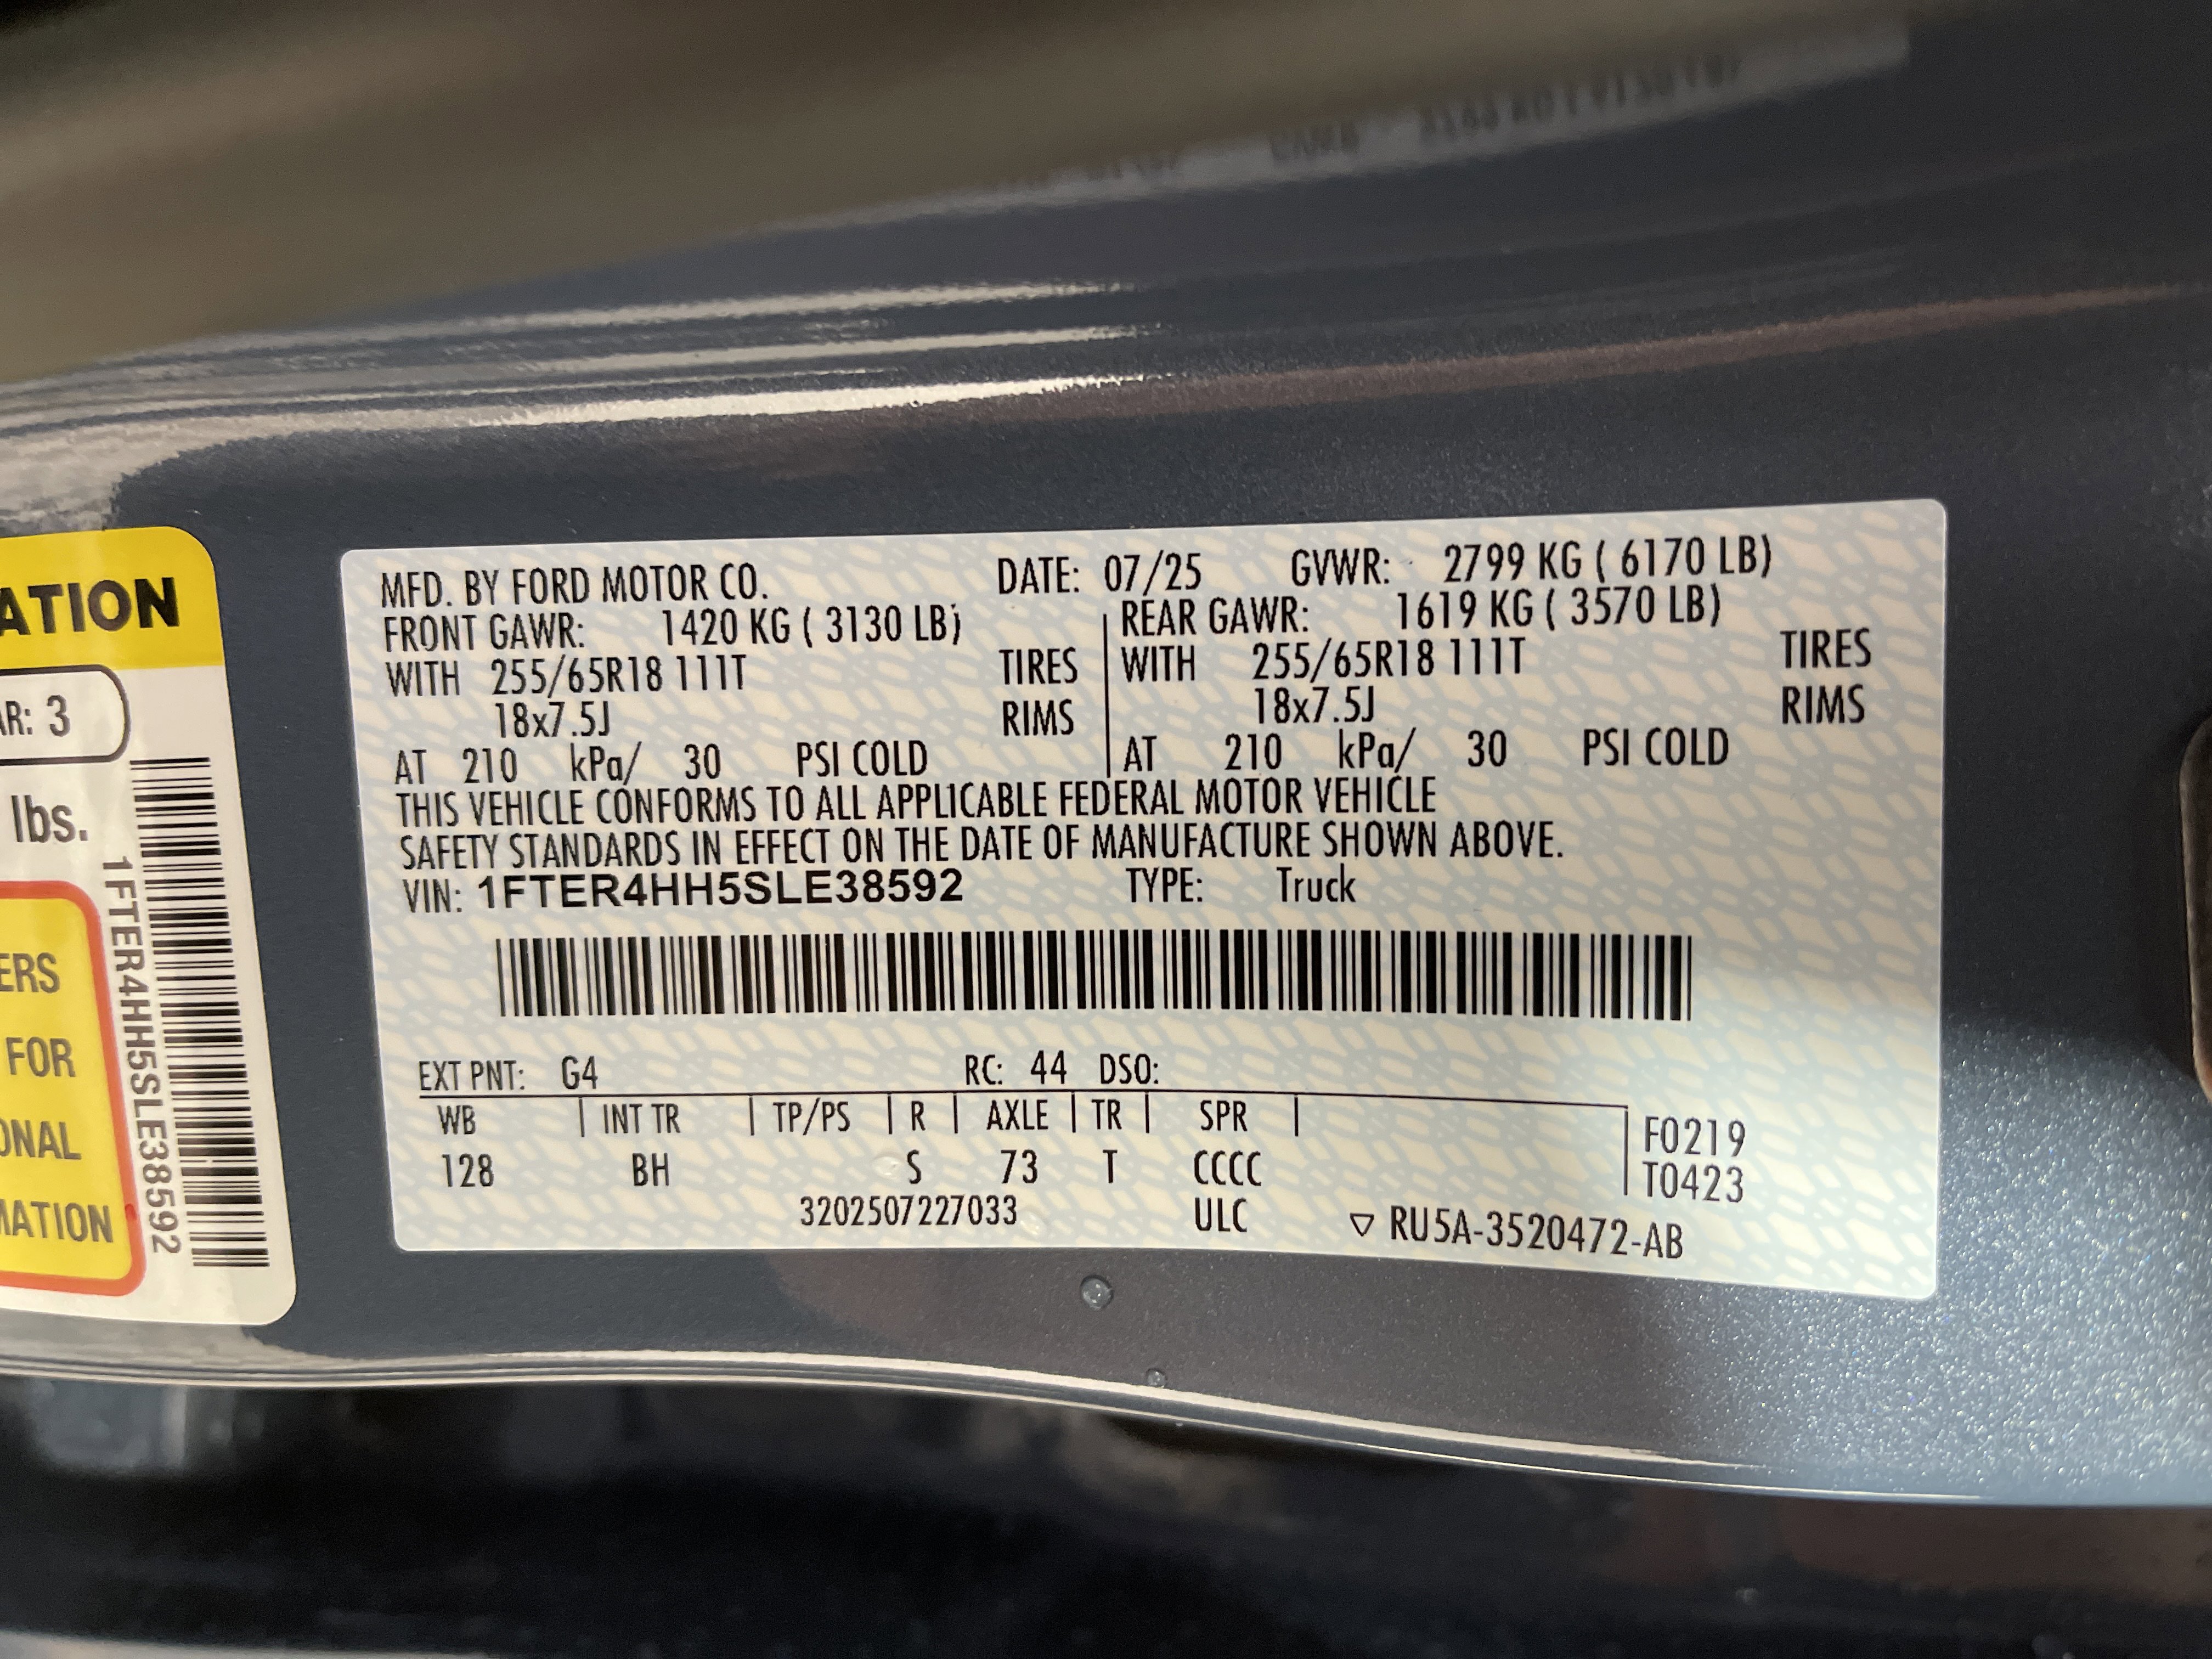 ATION
AR: 3
lbs.
ERS
FOR
ONAL
MATION
1FTER4HH5SLE38592
MFD. BY FORD MOTOR CO. DATE: 07/25 GVWR: 2799 KG ( 6170 LB)
FRONT GAWR: 1420 KG ( 3130 LB) REAR GAWR: 1619 KG ( 3570 LB)
WITH 255/65R18 111T TIRES WITH 255/65R18 111T TIRES
18x7.5J RIMS 18x7.5J RIMS
AT 210 kPa/ 30 PSI COLD AT 210 kPa/ 30 PSI COLD
THIS VEHICLE CONFORMS TO ALL APPLICABLE FEDERAL MOTOR VEHICLE
SAFETY STANDARDS IN EFFECT ON THE DATE OF MANUFACTURE SHOWN ABOVE.
VIN: 1FTER4HH5SLE38592 TYPE: Truck
EXT PNT: G4 RC: 44 DSO:
WB | INT TR | TP/PS | R | AXLE | TR | SPR | F0219
128 BH S 73 T CCCC T0423
3202507227033 ULC ▽ RU5A-3520472-AB